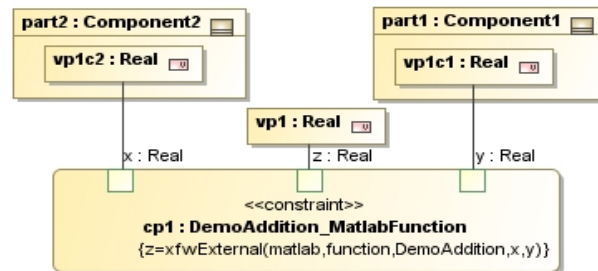 part2 : Component2
part1 : Component1
vp1c2 : Real
vp1c1 : Real
vp1 : Real
x : Real
z : Real
y : Real
<<constraint>>
cp1 : DemoAddition_MatlabFunction
{z=xfwExternal(matlab,function,DemoAddition,x,y)}